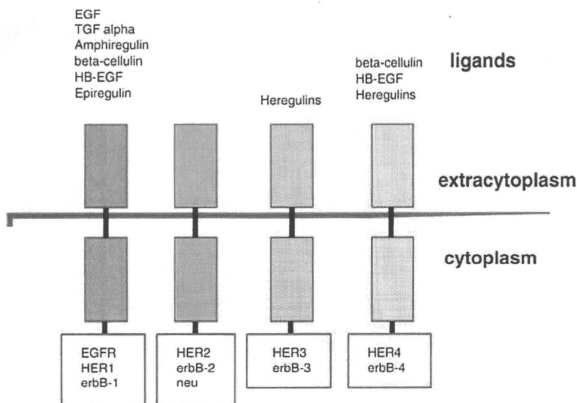 EGF
TGF alpha
Amphiregulin
beta-cellulin
HB-EGF
Epiregulin
Heregulins
beta-cellulin
HB-EGF
Heregulins
ligands
extracytoplasm
cytoplasm
EGFR
HER1
erbB-1
HER2
erbB-2
neu
HER3
erbB-3
HER4
erbB-4